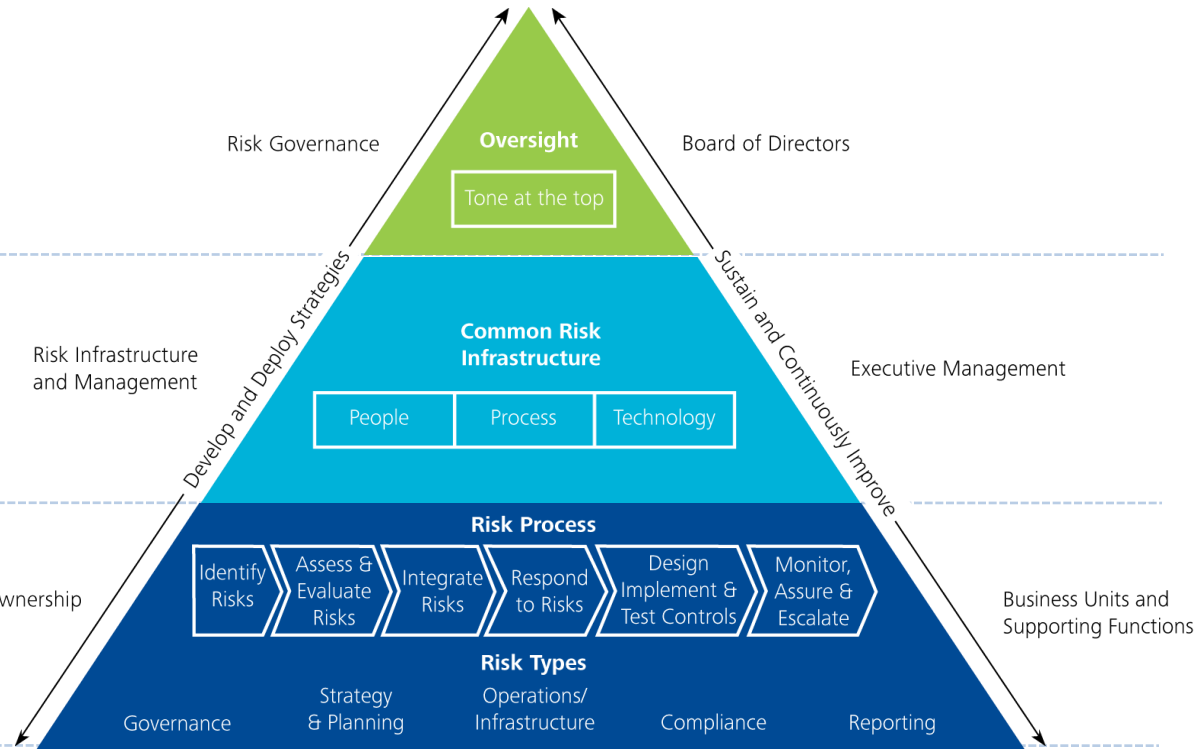 Risk Governance
Oversight
Tone at the top
Board of Directors
Develop and Deploy Strategies
Sustain and Continuously Improve
Risk Infrastructure
and Management
Common Risk
Infrastructure
People
Process
Technology
Executive Management
Risk Process
Identify
Risks
Assess &
Evaluate
Risks
Integrate
Risks
Respond
to Risks
Design
Implement &
Test Controls
Monitor,
Assure &
Escalate
Business Units and
Supporting Functions
Risk Types
Governance
Strategy
& Planning
Operations/
Infrastructure
Compliance
Reporting